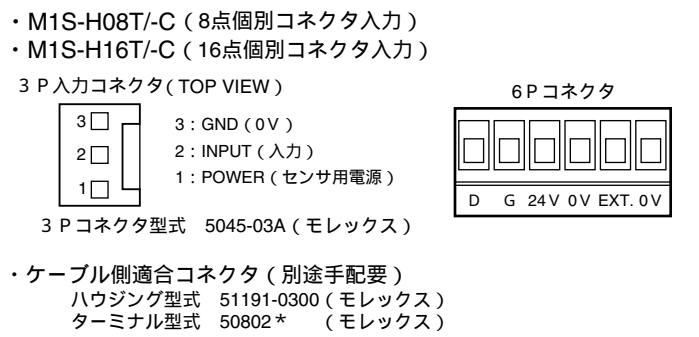 ・M1S-H08T/-C（8点個別コネクタ入力）
・M1S-H16T/-C（16点個別コネクタ入力）
３Ｐ入力コネクタ（TOP VIEW）
3
2
1
3：GND（0V）
2：INPUT（入力）
1：POWER（センサ用電源）
３Ｐコネクタ型式　5045-03A（モレックス）
6Ｐコネクタ
D G 24V 0V EXT. 0V
・ケーブル側適合コネクタ（別途手配要）
ハウジング型式　51191-0300（モレックス）
ターミナル型式　50802＊　（モレックス）